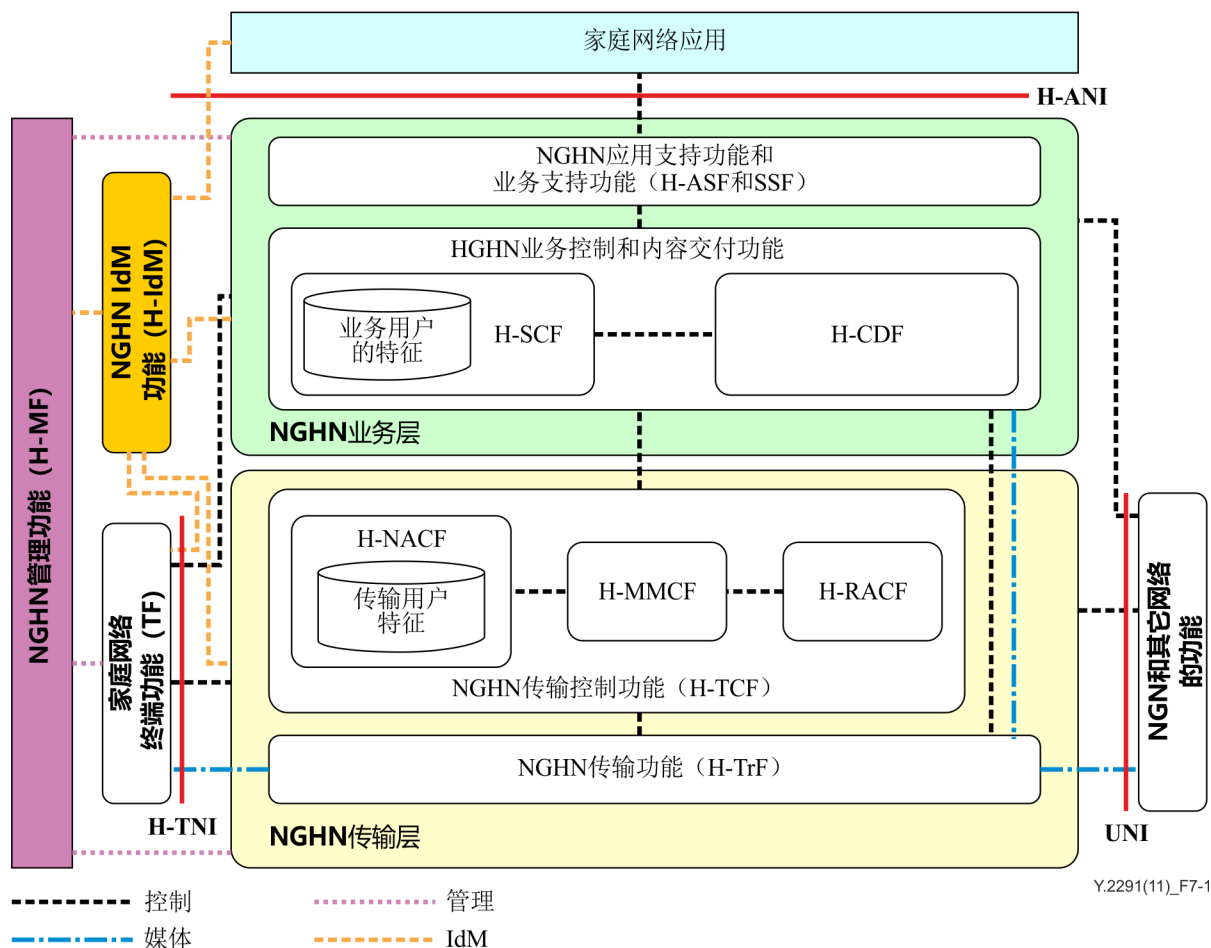 家庭网络应用
H-ANI
NGHN应用支持功能和
业务支持功能（H-ASF和SSF）
HGHN业务控制和内容交付功能
业务用户
的特征
H-SCF
H-CDF
NGHN业务层
NGHN管理功能（H-MF）
NGHN IdM
功能（H-IdM）
家庭网络
终端功能（TF）
H-TNI
H-NACF
传输用户
特征
H-MMCF
H-RACF
NGHN传输控制功能（H-TCF）
NGHN传输功能（H-TrF）
NGHN传输层
NGN和其它网络
的功能
UNI
Y.2291(11)_F7-1
控制
管理
媒体
IdM